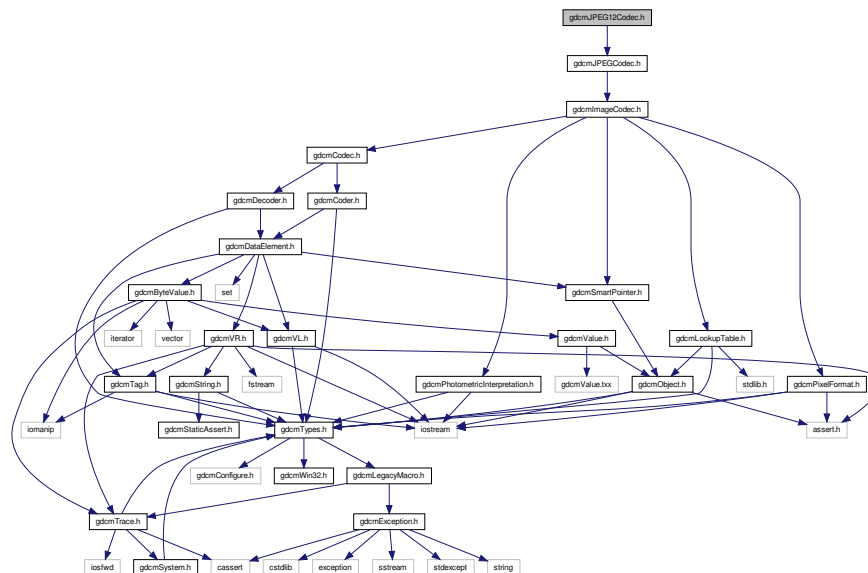 gdcmJPEG12Codec.h
gdcmJPEGCodec.h
gdcmImageCodec.h
gdcmCodec.h
gdcmDecoder.h
gdcmCoder.h
gdcmDataElement.h
gdcmByteValue.h
set
gdcmSmartPointer.h
iterator
vector
gdcmVR.h
gdcmVL.h
gdcmValue.h
gdcmLookupTable.h
gdcmTag.h
gdcmString.h
fstream
gdcmPhotometricInterpretation.h
gdcmValue.txx
gdcmObject.h
stdlib.h
gdcmPixelFormat.h
iomanip
gdcmStaticAssert.h
gdcmTypes.h
iostream
assert.h
gdcmConfigure.h
gdcmWin32.h
gdcmLegacyMacro.h
gdcmTrace.h
gdcmException.h
iosfwd
gdcmSystem.h
cassert
cstdlib
exception
sstream
stdexcept
string